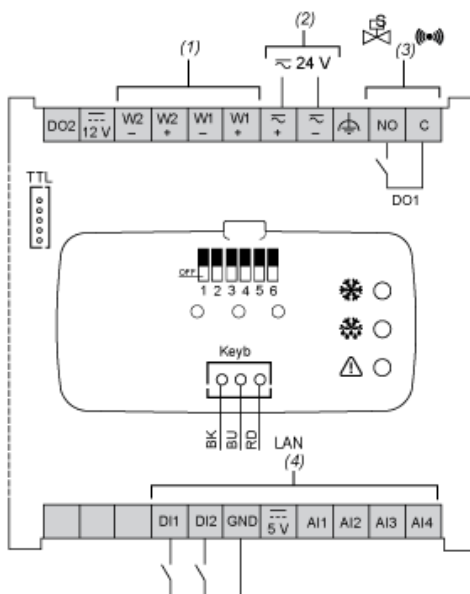 (1) (2) (3)
24 V
S
DO2 12 V W2 – W2 + W1 – W1 + + – NO C
DO1
TTL
OFF
1 2 3 4 5 6
Keyb
BK BU RD LAN
(4)
DI1 DI2 GND 5 V AI1 AI2 AI3 AI4